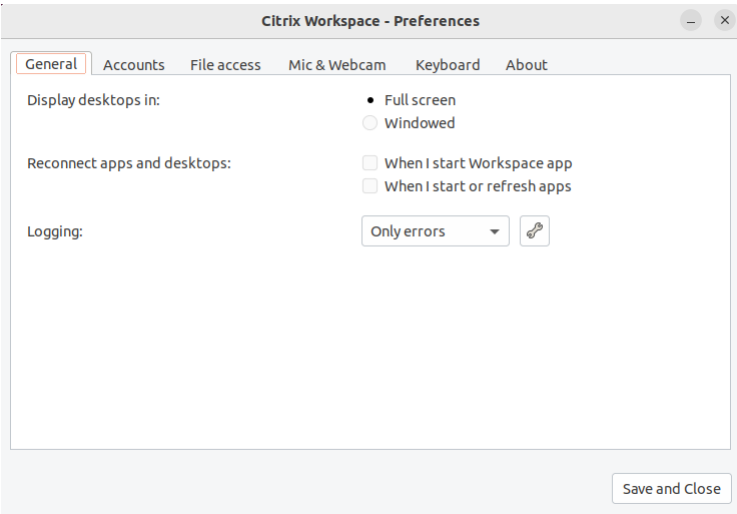 Citrix Workspace - Preferences
General Accounts File access Mic & Webcam Keyboard About
Display desktops in: Full screen
Windowed
Reconnect apps and desktops: When I start Workspace app
When I start or refresh apps
Logging: Only errors
Save and Close